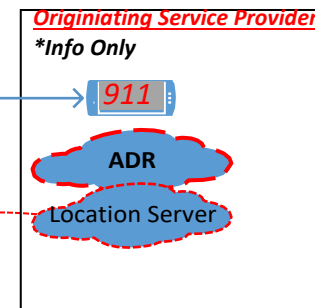 Originiating Service Provider
*Info Only
911
ADR
Location Server